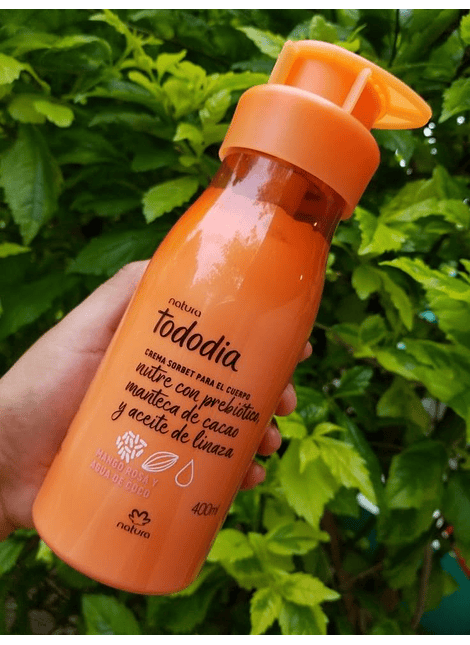 natura
Tododia
CREMA SORBET PARA EL CUERPO
nutre con prebiótico,
manteca de cacao
y aceite de linaza
MANGO ROSA Y
AGUA DE COCO
400ml
natura